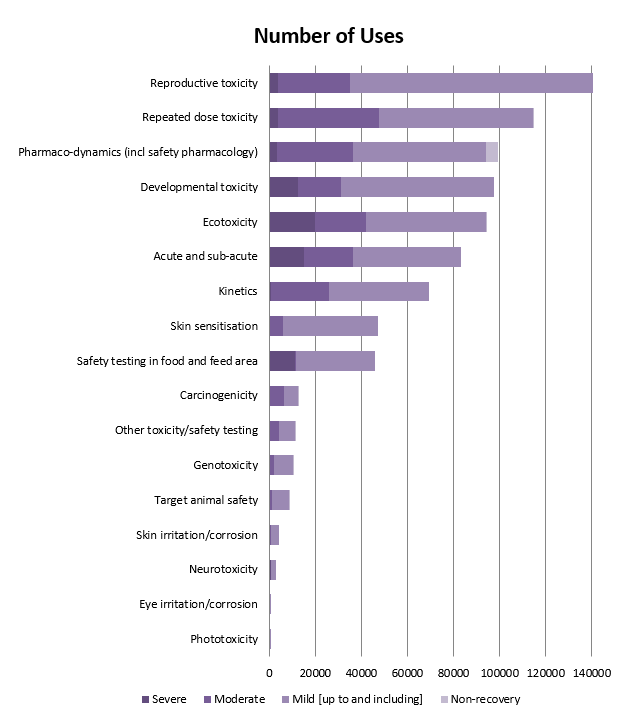 Number of Uses
Reproductive toxicity
Repeated dose toxicity
Pharmaco-dynamics (incl safety pharmacology)
Developmental toxicity
Ecotoxicity
Acute and sub-acute
Kinetics
Skin sensitisation
Safety testing in food and feed area
Carcinogenicity
Other toxicity/safety testing
Genotoxicity
Target animal safety
Skin irritation/corrosion
Neurotoxicity
Eye irritation/corrosion
Phototoxicity
0 20000 40000 60000 80000 100000 120000 140000
Severe Moderate Mild [up to and including] Non-recovery